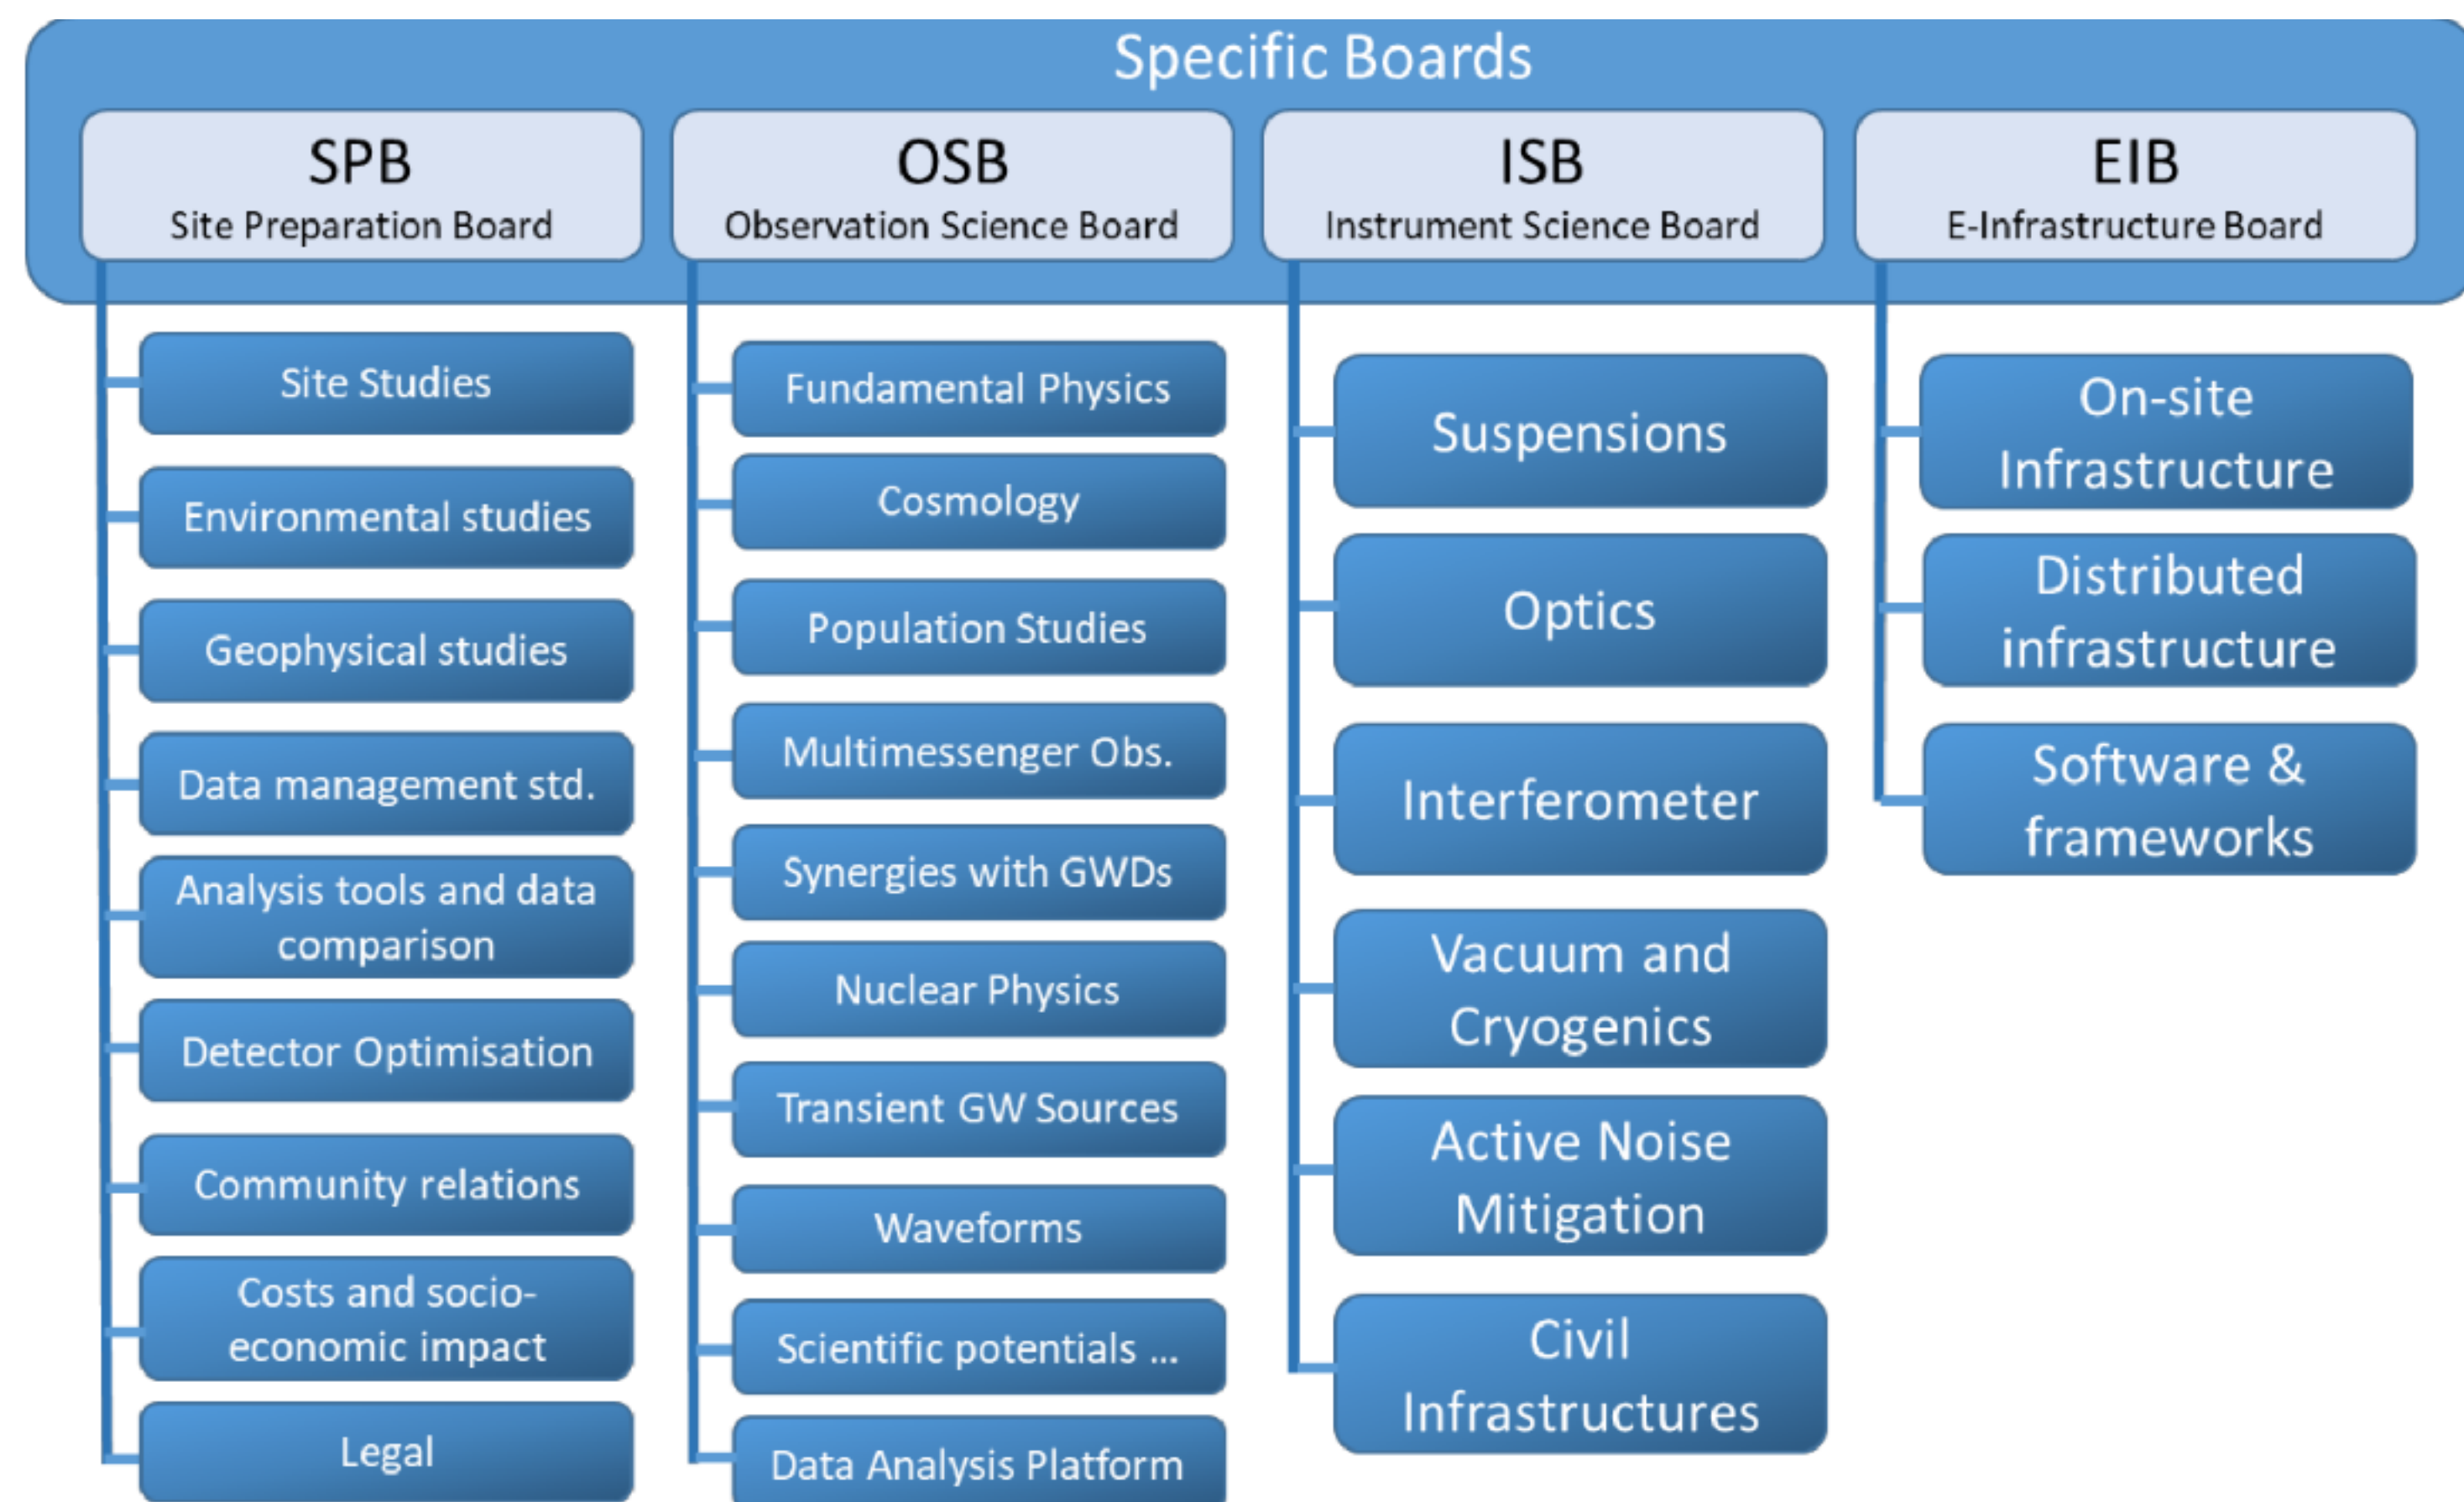 Specific Boards
SPB
Site Preparation Board
Site Studies
Environmental studies
Geophysical studies
Data management std.
Analysis tools and data
comparison
Detector Optimisation
Community relations
Costs and socio-
economic impact
Legal
OSB
Observation Science Board
Fundamental Physics
Cosmology
Population Studies
Multimessenger Obs.
Synergies with GWDs
Nuclear Physics
Transient GW Sources
Waveforms
Scientific potentials ...
Data Analysis Platform
ISB
Instrument Science Board
Suspensions
Optics
Interferometer
Vacuum and
Cryogenics
Active Noise
Mitigation
Civil
Infrastructures
EIB
E-Infrastructure Board
On-site
Infrastructure
Distributed
infrastructure
Software &
frameworks